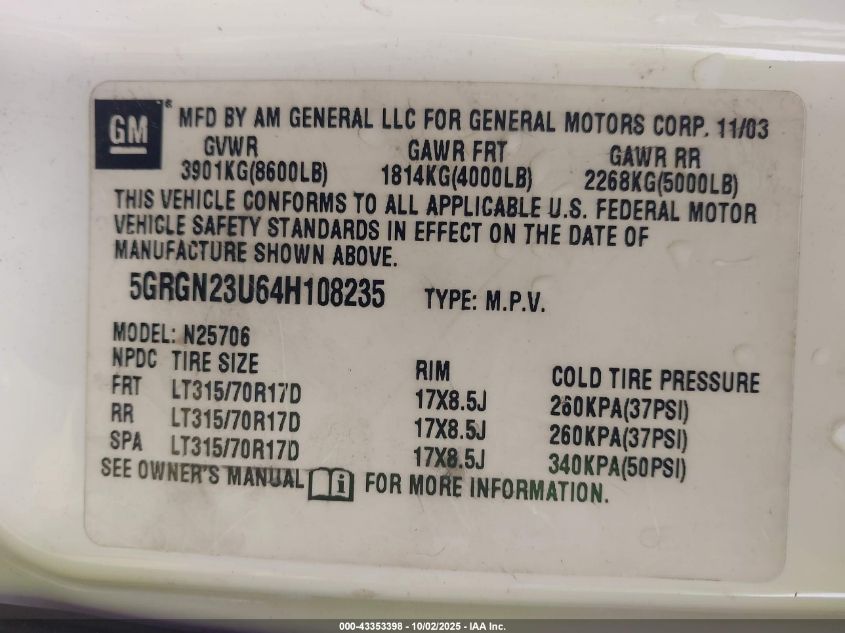 GM ® MFD BY AM GENERAL LLC FOR GENERAL MOTORS CORP. 11/03
GVWR GAWR FRT GAWR RR
3901KG(8600LB) 1814KG(4000LB) 2268KG(5000LB)
THIS VEHICLE CONFORMS TO ALL APPLICABLE U.S. FEDERAL MOTOR
VEHICLE SAFETY STANDARDS IN EFFECT ON THE DATE OF
MANUFACTURE SHOWN ABOVE.
5GRGN23U64H108235 TYPE: M.P.V.
MODEL: N25706
NPDC TIRE SIZE RIM COLD TIRE PRESSURE
FRT LT315/70R17D 17X8.5J 260KPA(37PSI)
RR LT315/70R17D 17X8.5J 260KPA(37PSI)
SPA LT315/70R17D 17X8.5J 340KPA(50PSI)
SEE OWNER'S MANUAL i FOR MORE INFORMATION.
000-43353398 - 10/02/2025 - IAA Inc.